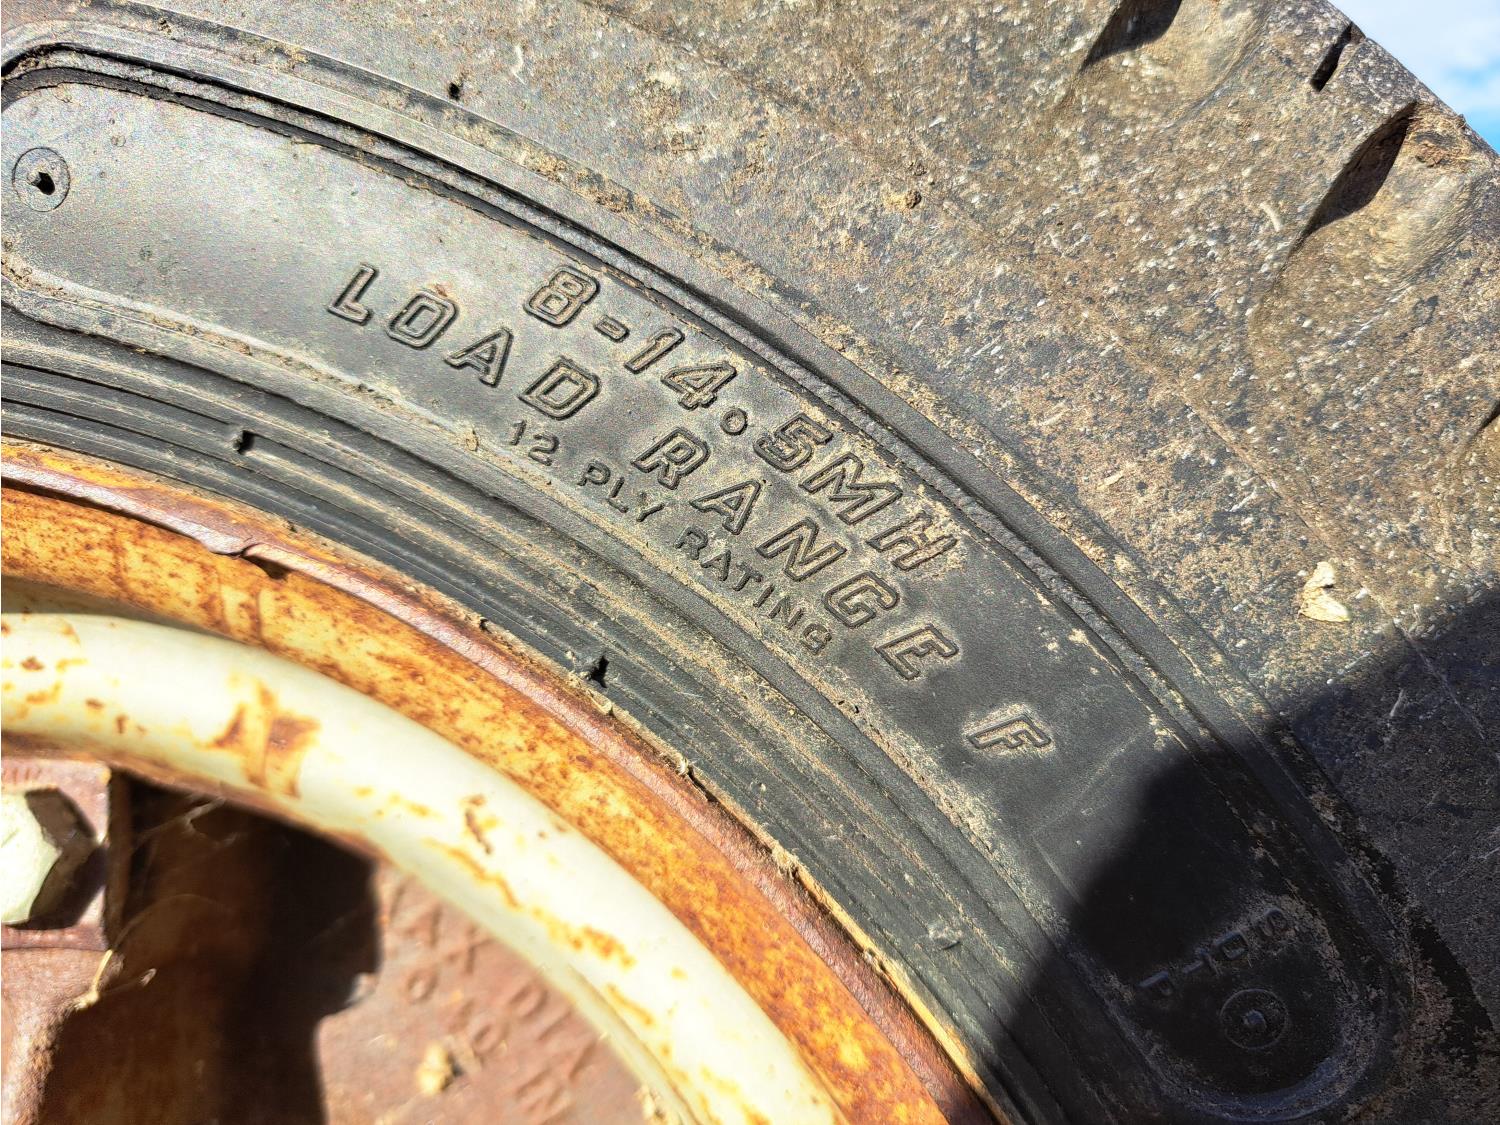 8-14.5MH
LOAD RANGE F
12 PLY RATING